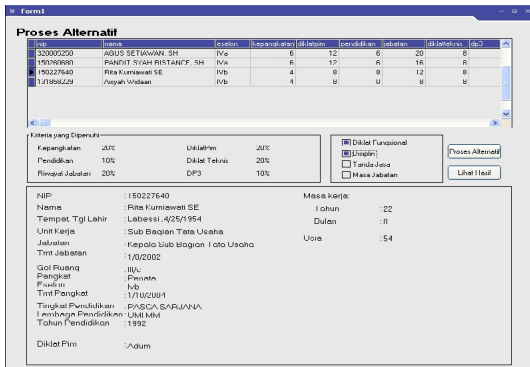 Form1
Proses Alternatif
nip nama eselon kepangkatan diklatpim pendidikan jabatan diklatteknis dp3
320005250 AGUS SETIAWAN, SH IVa 6 12 6 20 8
150260880 PANDIT SYAH BISTANCE, SH IVa 6 12 6 16 8
150227640 Rita Kurniawati SE IVb 4 8 8 12 8
131858229 Aisyah Widaan IVb 4 8 0 8 8
Kriteria yang Dipenuhi
Kepangkatan 20% DiklatPim 20%
Pendidikan 10% Diklat Teknis 20%
Riwayat Jabatan 20% DP3 10%
Diklat Fungsional
Disiplin
Tanda Jasa
Masa Jabatan
Proses Alternatif
Lihat Hasil
NIP : 150227640
Nama : Rita Kurniawati SE
Tempat, Tgl Lahir : Labessi ,4/25/1954
Unit Kerja : Sub Bagian Tata Usaha
Jabatan : Kepala Sub Bagian Tata Usaha
Tmt Jabatan : 1/8/2002
Gol Ruang : III/c
Pangkat : Penata
Eselon : Ivb
Tmt Pangkat : 1/10/2004
Tingkat Pendidikan : PASCA SARJANA
Lembaga Pendidikan : UMI MM
Tahun Pendidikan : 1992
Diklat Pim : Adum
Masa kerja:
Tahun : 22
Bulan : 8
Usia : 54